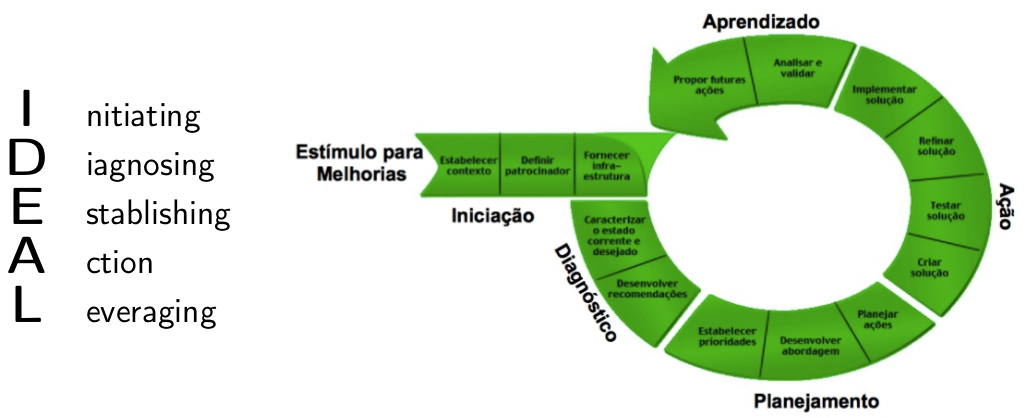 I nitiating
D iagnosing
E stablishing
A ction
L everaging
Estímulo para
Melhorias
Iniciação
Estabelecer
contexto
Definir
patrocinador
Fornecer
infra-
estrutura
Diagnóstico
Caracterizar
o estado
corrente e
desejado
Desenvolver
recomendações
Planejamento
Estabelecer
prioridades
Desenvolver
abordagem
Planejar
ações
Ação
Criar
solução
Testar
solução
Refinar
solução
Implementar
solução
Aprendizado
Analisar e
validar
Propor futuras
ações